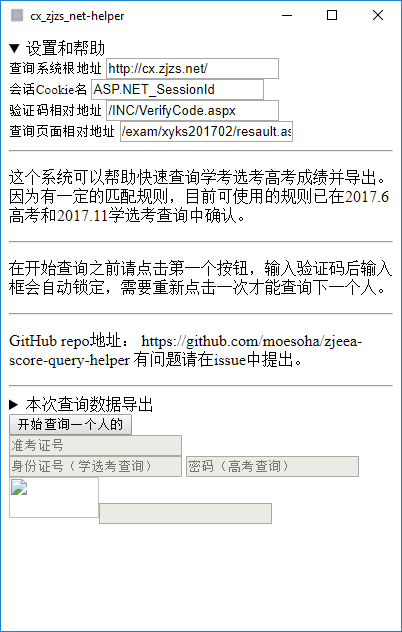 cx_zjzs_net-helper
设置和帮助
查询系统根地址 http://cx.zjzs.net/
会话Cookie名 ASP.NET_SessionId
验证码相对地址 /INC/VerifyCode.aspx
查询页面相对地址 /exam/xyks201702/resault.as
这个系统可以帮助快速查询学考选考高考成绩并导出。
因为有一定的匹配规则，目前可使用的规则已在2017.6
高考和2017.11学选考查询中确认。
在开始查询之前请点击第一个按钮，输入验证码后输入
框会自动锁定，需要重新点击一次才能查询下一个人。
GitHub repo地址： https://github.com/moesoha/zjeea-
score-query-helper 有问题请在issue中提出。
本次查询数据导出
开始查询一个人的
准考证号
身份证号（学选考查询） 密码（高考查询）